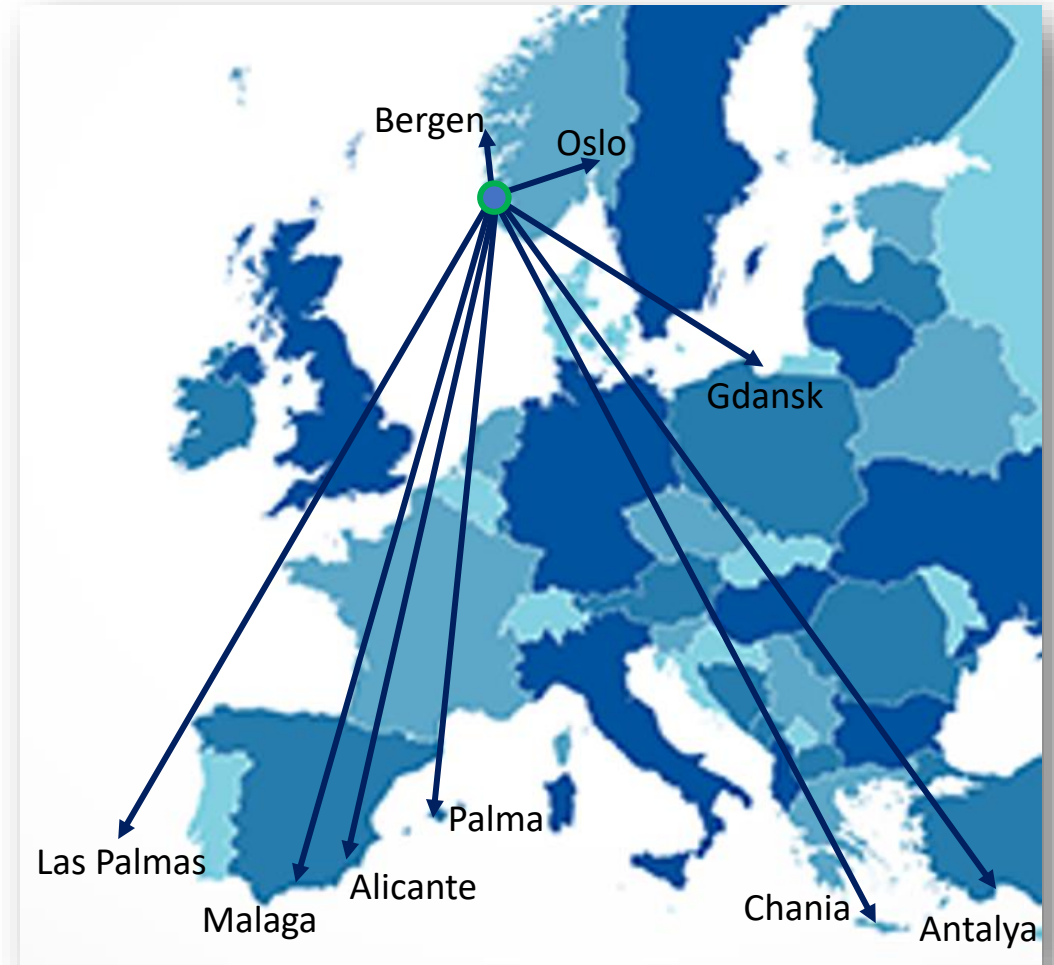 Bergen
Oslo
Gdansk
Palma
Las Palmas
Alicante
Malaga
Chania
Antalya